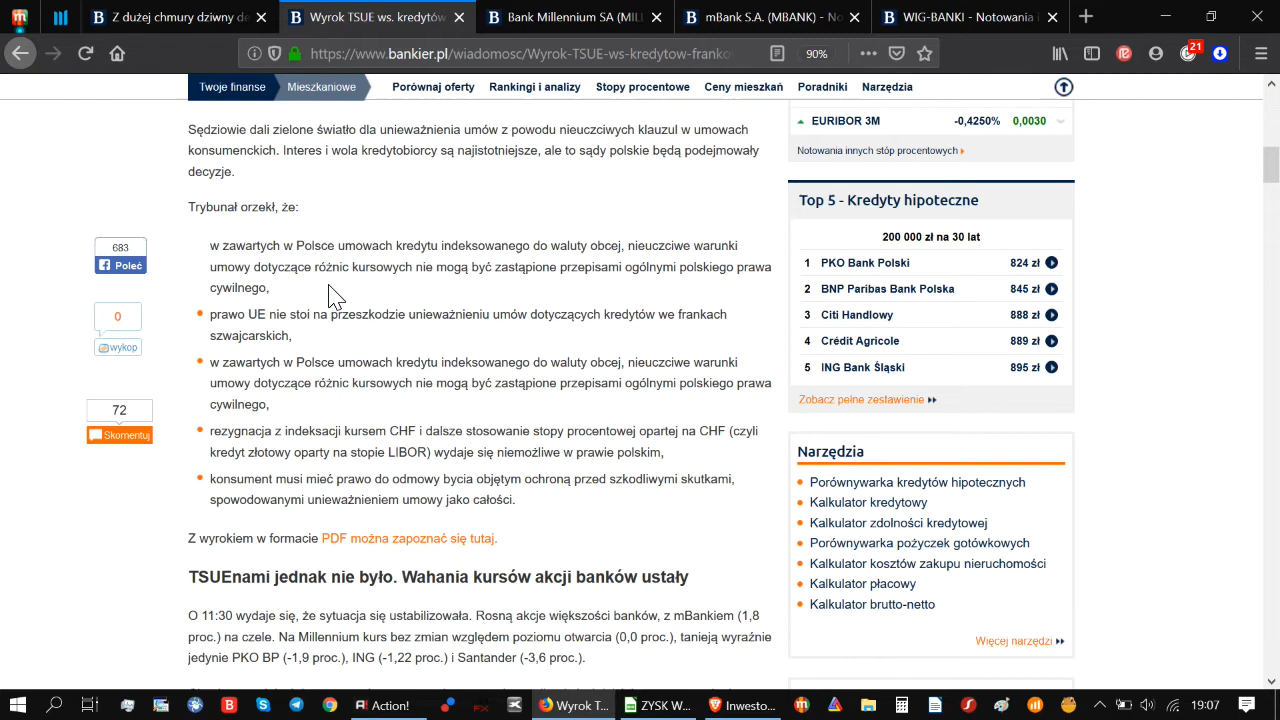 Z dużej chmury dziwny de
Wyrok TSUE ws. kredytów
Bank Millennium SA (MILL
mBank S.A. (MBANK) - No
WIG-BANKI - Notowania i
https://www.bankier.pl/wiadomosc/Wyrok-TSUE-ws-kredytow-franko
90%
21
Twoje finanse
Mieszkaniowe
Porównaj oferty
Rankingi i analizy
Stopy procentowe
Ceny mieszkań
Poradniki
Narzędzia
Sędziowie dali zielone światło dla unieważnienia umów z powodu nieuczciwych klauzul w umowach
konsumenckich. Interes i wola kredytobiorcy są najistotniejsze, ale to sądy polskie będą podejmowały
decyzje.
Trybunał orzekł, że:
w zawartych w Polsce umowach kredytu indeksowanego do waluty obcej, nieuczciwe warunki
umowy dotyczące różnic kursowych nie mogą być zastąpione przepisami ogólnymi polskiego prawa
cywilnego,
prawo UE nie stoi na przeszkodzie unieważnieniu umów dotyczących kredytów we frankach
szwajcarskich,
w zawartych w Polsce umowach kredytu indeksowanego do waluty obcej, nieuczciwe warunki
umowy dotyczące różnic kursowych nie mogą być zastąpione przepisami ogólnymi polskiego prawa
cywilnego,
rezygnacja z indeksacji kursem CHF i dalsze stosowanie stopy procentowej opartej na CHF (czyli
kredyt złotowy oparty na stopie LIBOR) wydaje się niemożliwe w prawie polskim,
konsument musi mieć prawo do odmowy bycia objętym ochroną przed szkodliwymi skutkami,
spowodowanymi unieważnieniem umowy jako całości.
Z wyrokiem w formacie PDF można zapoznać się tutaj.
TSUEnami jednak nie było. Wahania kursów akcji banków ustały
O 11:30 wydaje się, że sytuacja się ustabilizowała. Rosną akcje większości banków, z mBankiem (1,8
proc.) na czele. Na Millennium kurs bez zmian względem poziomu otwarcia (0,0 proc.), tanieją wyraźnie
jedynie PKO BP (-1,9 proc.), ING (-1,22 proc.) i Santander (-3,6 proc.).
683
Poleć
0
wykop
72
Skomentuj
EURIBOR 3M -0,4250% 0,0030
Notowania innych stóp procentowych
Top 5 - Kredyty hipoteczne
200 000 zł na 30 lat
1 PKO Bank Polski 824 zł
2 BNP Paribas Bank Polska 845 zł
3 Citi Handlowy 888 zł
4 Crédit Agricole 889 zł
5 ING Bank Śląski 895 zł
Zobacz pełne zestawienie
Narzędzia
Porównywarka kredytów hipotecznych
Kalkulator kredytowy
Kalkulator zdolności kredytowej
Porównywarka pożyczek gotówkowych
Kalkulator kosztów zakupu nieruchomości
Kalkulator płacowy
Kalkulator brutto-netto
Więcej narzędzi
Action!
Wyrok T...
ZYSK W...
Inwesto...
19:07